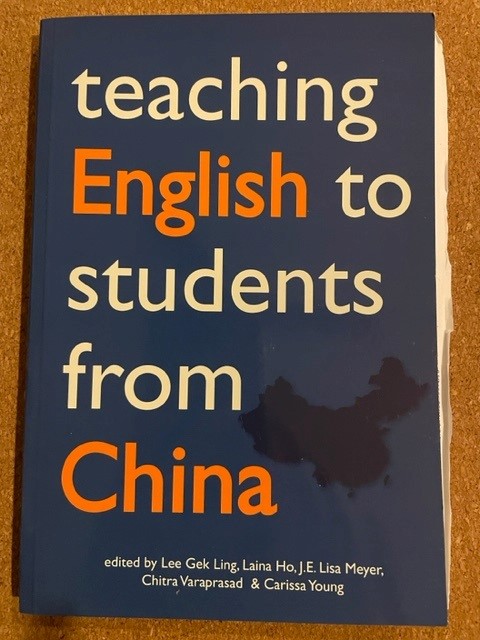 teaching
English to
students
from
China
edited by Lee Gek Ling, Laina Ho, J.E. Lisa Meyer,
Chitra Varaprasad & Carissa Young